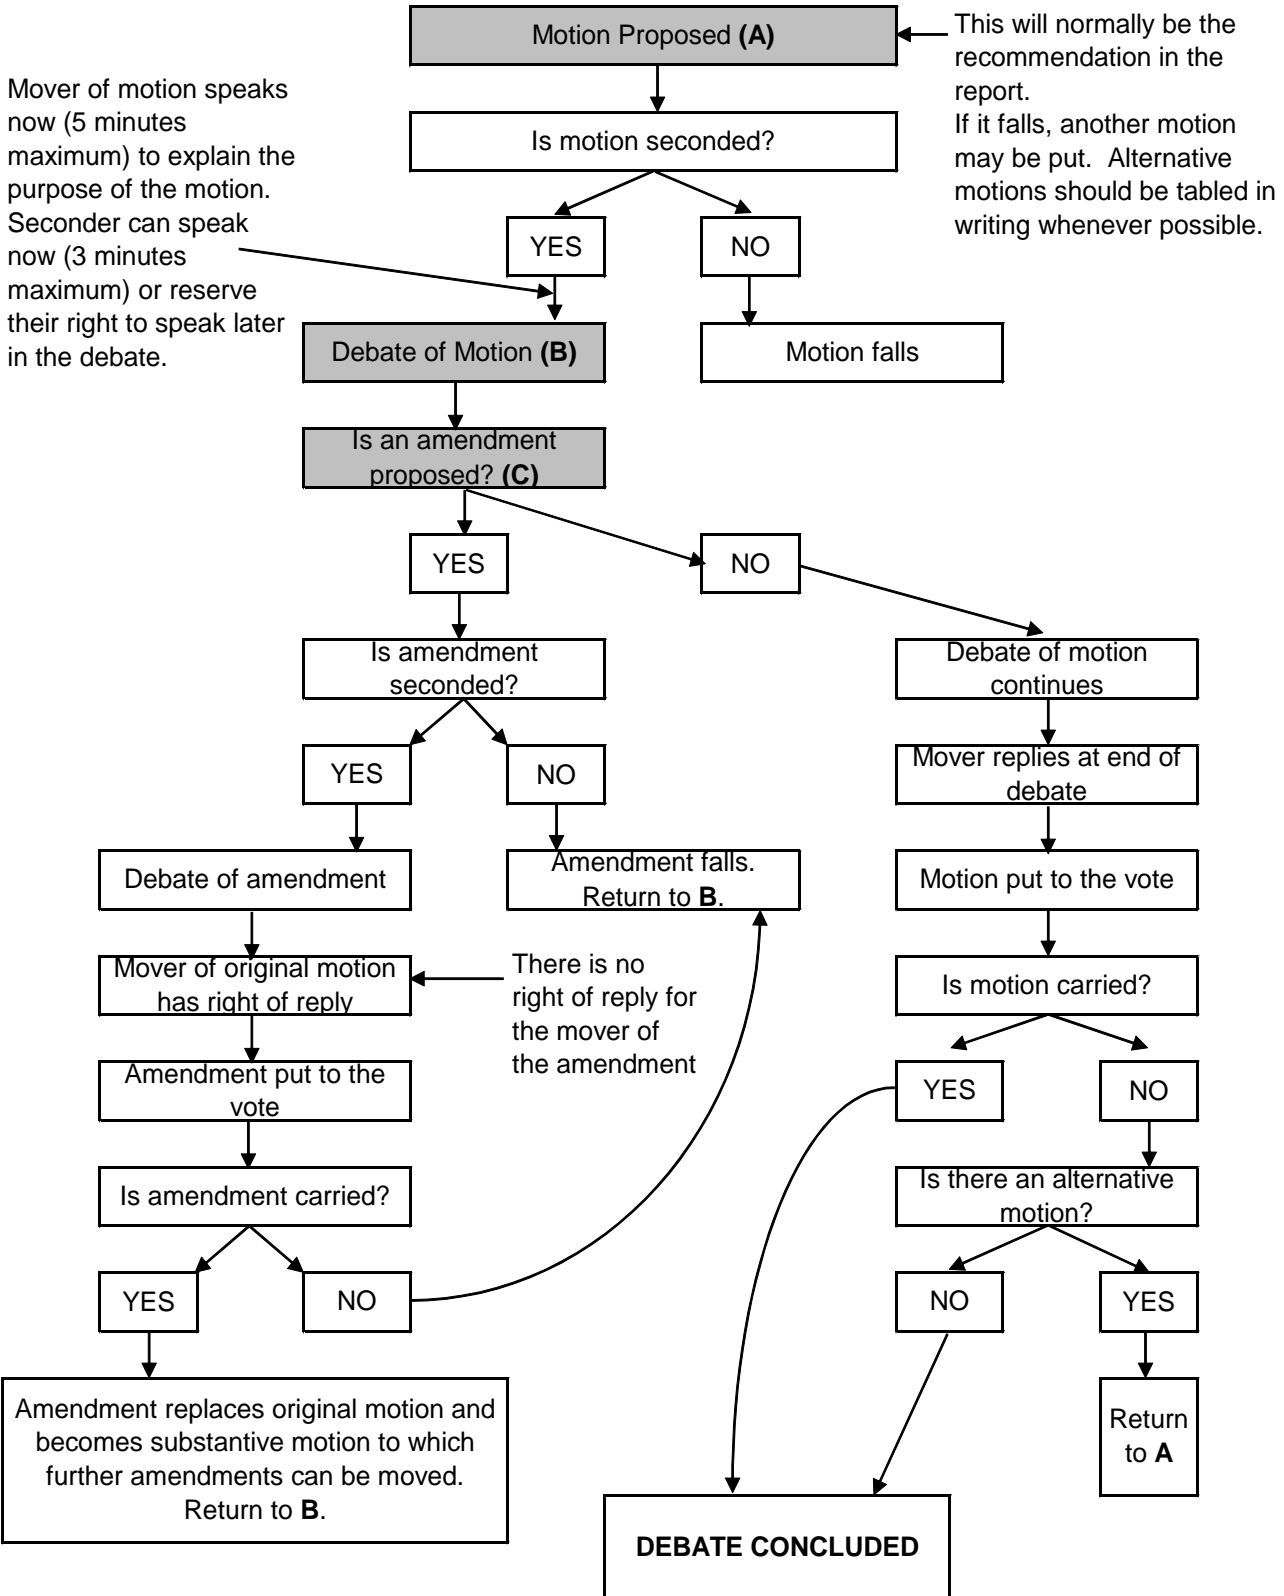 Motion Proposed (A)
This will normally be the
recommendation in the
report.
If it falls, another motion
may be put.  Alternative
motions should be tabled in
writing whenever possible.
Mover of motion speaks
now (5 minutes
maximum) to explain the
purpose of the motion.
Seconder can speak
now (3 minutes
maximum) or reserve
their right to speak later
in the debate.
Is motion seconded?
YES
NO
Debate of Motion (B)
Motion falls
Is an amendment
proposed? (C)
YES
NO
Is amendment
seconded?
Debate of motion
continues
YES
NO
Mover replies at end of
debate
Debate of amendment
Amendment falls.
Return to B.
Motion put to the vote
Mover of original motion
has right of reply
There is no
right of reply for
the mover of
the amendment
Is motion carried?
Amendment put to the
vote
YES
NO
Is amendment carried?
Is there an alternative
motion?
YES
NO
NO
YES
Amendment replaces original motion and
becomes substantive motion to which
further amendments can be moved.
Return to B.
Return
to A
DEBATE CONCLUDED